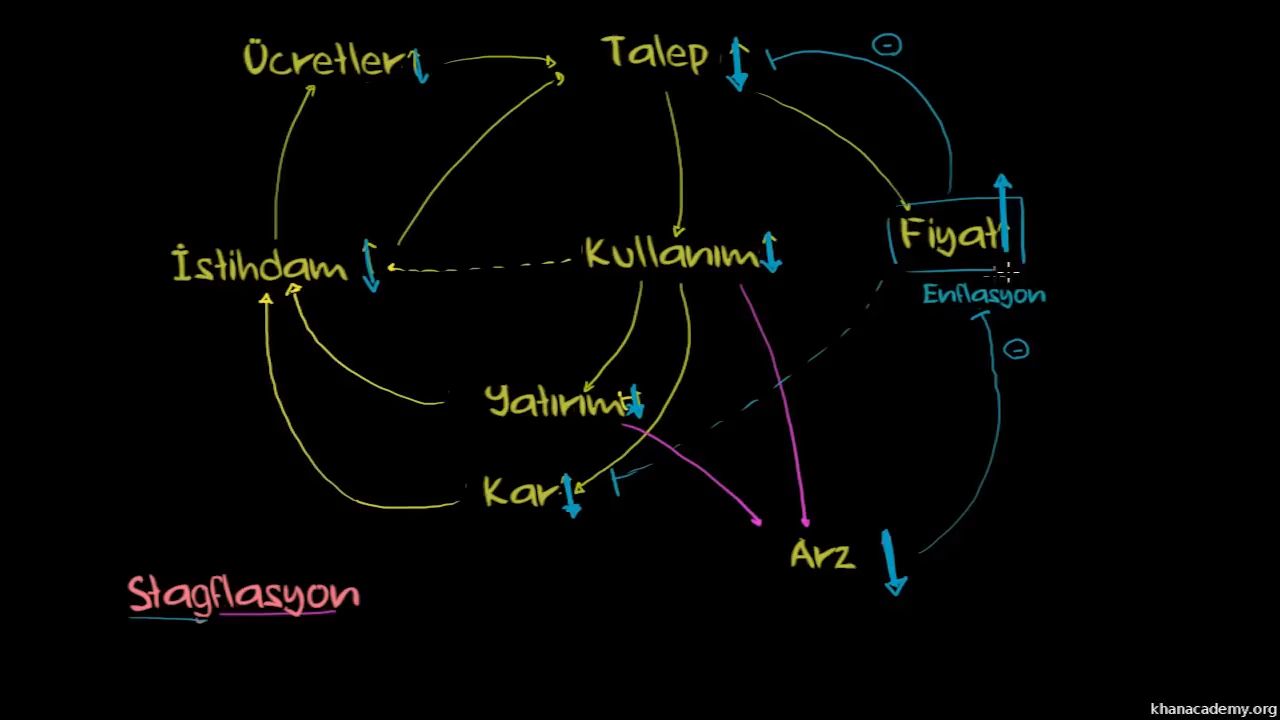 Ücretler
Talep
-
Fiyat
İstihdam
Kullanım
Enflasyon
-
Yatırım
Kar
Arz
Stagflasyon
khanacademy.org